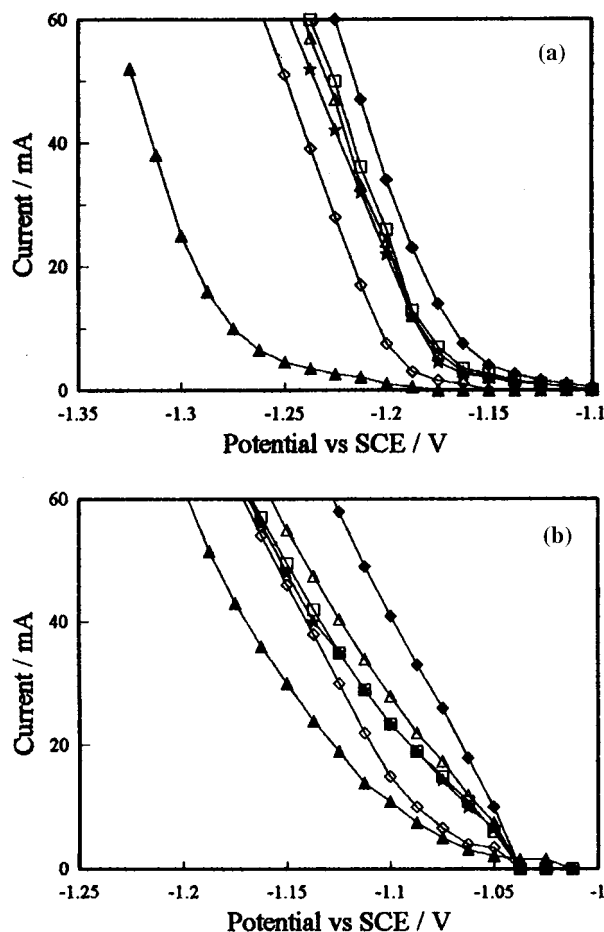 60
(a)
40
Current / mA
20
0
-1.35 -1.3 -1.25 -1.2 -1.15 -1.1
Potential vs SCE / V
60
(b)
40
Current / mA
20
0
-1.25 -1.2 -1.15 -1.1 -1.05 -1
Potential vs SCE / V